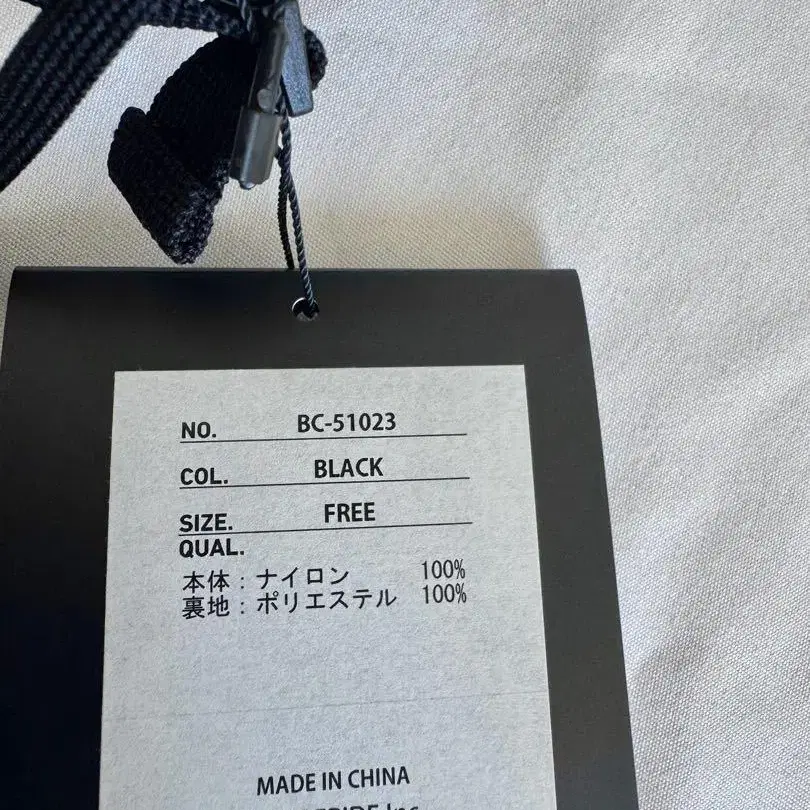 NO. BC-51023
COL. BLACK
SIZE. FREE
QUAL.
本体：ナイロン 100%
裏地：ポリエステル 100%
MADE IN CHINA